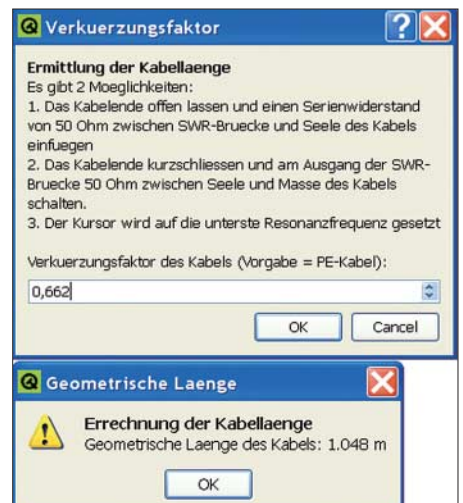 Verkuerzungsfaktor
Ermittlung der Kabellaenge
Es gibt 2 Moeglichkeiten:
1. Das Kabelende offen lassen und einen Serienwiderstand
von 50 Ohm zwischen SWR-Bruecke und Seele des Kabels
einfuegen
2. Das Kabelende kurzschliessen und am Ausgang der SWR-
Bruecke 50 Ohm zwischen Seele und Masse des Kabels
schalten.
3. Der Kursor wird auf die unterste Resonanzfrequenz gesetzt
Verkuerzungsfaktor des Kabels (Vorgabe = PE-Kabel):
0,662
OK Cancel
Geometrische Laenge
Errechnung der Kabellaenge
Geometrische Laenge des Kabels: 1.048 m
OK